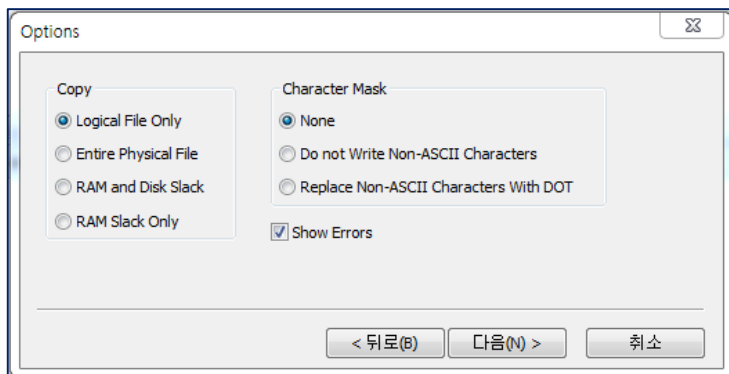 Options
Copy
Logical File Only
Entire Physical File
RAM and Disk Slack
RAM Slack Only
Character Mask
None
Do not Write Non-ASCII Characters
Replace Non-ASCII Characters With DOT
Show Errors
< 뒤로(B)
다음(N) >
취소